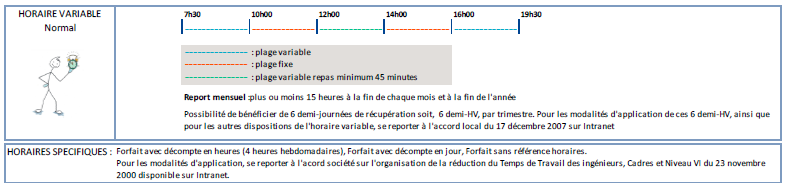 HORAIRE VARIABLE
Normal
7h30 10h00 12h00 14h00 16h00 19h30
: plage variable
: plage fixe
: plage variable repas minimum 45 minutes
Report mensuel :plus ou moins 15 heures à la fin de chaque mois et à la fin de l'année
Possibilité de bénéficier de 6 demi-journées de récupération soit, 6 demi-HV, par trimestre. Pour les modalités d'application de ces 6 demi-HV, ainsi que
pour les autres dispositions de l'horaire variable, se reporter à l'accord local du 17 décembre 2007 sur Intranet
HORAIRES SPECIFIQUES : Forfait avec décompte en heures (4 heures hebdomadaires), Forfait avec décompte en jour, Forfait sans référence horaires.
Pour les modalités d'application, se reporter à l'acord société sur l'organisation de la réduction du Temps de Travail des ingénieurs, Cadres et Niveau VI du 23 novembre
2000 disponible sur Intranet.